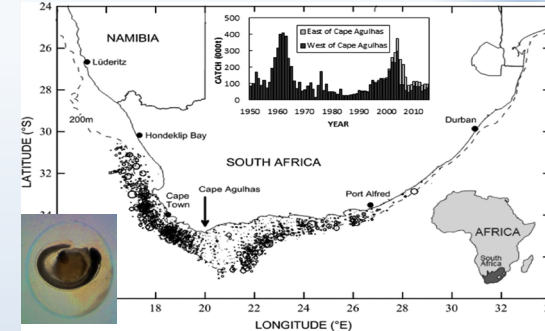 24
26
28
30
32
34
LATITUDE (°S)
NAMIBIA
Lüderitz
200m
Hondeklip Bay
Cape
Town
Cape Agulhas
SOUTH AFRICA
Port Alfred
Durban
500
400
300
200
100
0
CATCH (000t)
East of Cape Agulhas
West of Cape Agulhas
1950 1960 1970 1980 1990 2000 2010
YEAR
AFRICA
South
Africa
18 20 22 24 26 28 30 32
LONGITUDE (°E)